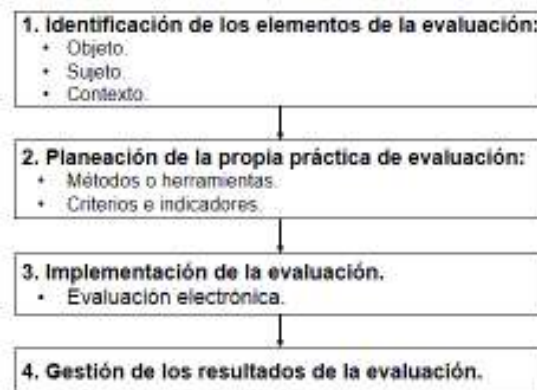 1. Identificación de los elementos de la evaluación:
• Objeto.
• Sujeto.
• Contexto.
2. Planeación de la propia práctica de evaluación:
• Métodos o herramientas.
• Criterios e indicadores.
3. Implementación de la evaluación.
• Evaluación electrónica.
4. Gestión de los resultados de la evaluación.